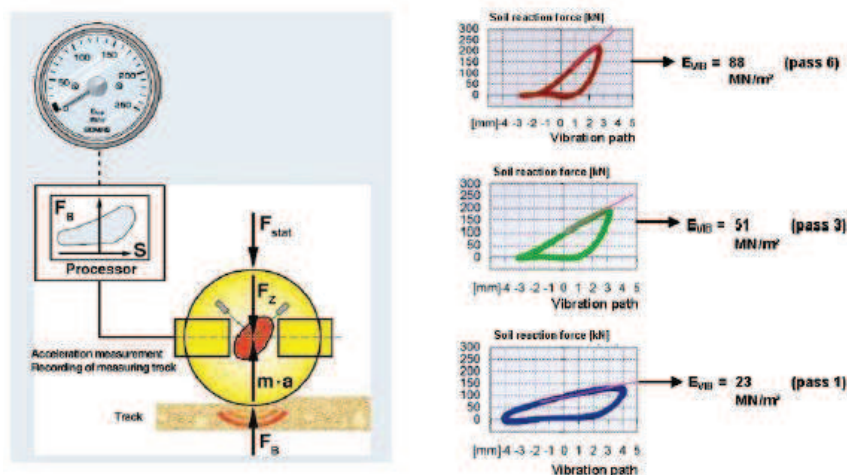 100
150
50
200
0
250
F_B
S
Processor
F_stat
F_Z
Acceleration measurement
Recording of measuring track
m·a
Track
F_B
Soil reaction force [kN]
300
250
200
150
100
50
0
[mm]-4 -3 -2 -1 0 1 2 3 4 5
Vibration path
E_VIB = 88 (pass 6)
MN/m²
Soil reaction force [kN]
300
250
200
150
100
50
0
[mm]-4 -3 -2 -1 0 1 2 3 4 5
Vibration path
E_VIB = 51 (pass 3)
MN/m²
Soil reaction force [kN]
300
250
200
150
100
50
0
[mm]-4 -3 -2 -1 0 1 2 3 4 5
Vibration path
E_VIB = 23 (pass 1)
MN/m²